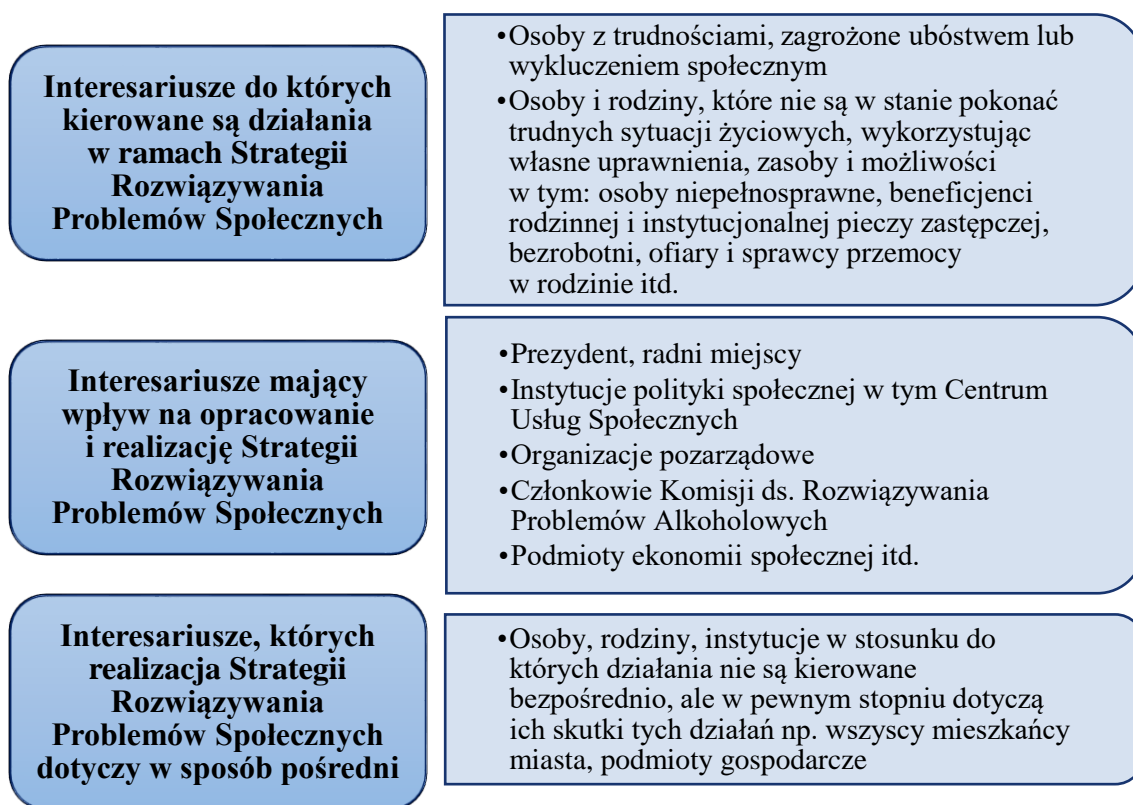 Interesariusze do których
kierowane są działania
w ramach Strategii
Rozwiązywania
Problemów Społecznych
•Osoby z trudnościami, zagrożone ubóstwem lub
wykluczeniem społecznym
•Osoby i rodziny, które nie są w stanie pokonać
trudnych sytuacji życiowych, wykorzystując
własne uprawnienia, zasoby i możliwości
w tym: osoby niepełnosprawne, beneficjenci
rodzinnej i instytucjonalnej pieczy zastępczej,
bezrobotni, ofiary i sprawcy przemocy
w rodzinie itd.
Interesariusze mający
wpływ na opracowanie
i realizację Strategii
Rozwiązywania
Problemów Społecznych
•Prezydent, radni miejscy
•Instytucje polityki społecznej w tym Centrum
Usług Społecznych
•Organizacje pozarządowe
•Członkowie Komisji ds. Rozwiązywania
Problemów Alkoholowych
•Podmioty ekonomii społecznej itd.
Interesariusze, których
realizacja Strategii
Rozwiązywania
Problemów Społecznych
dotyczy w sposób pośredni
•Osoby, rodziny, instytucje w stosunku do
których działania nie są kierowane
bezpośrednio, ale w pewnym stopniu dotyczą
ich skutki tych działań np. wszyscy mieszkańcy
miasta, podmioty gospodarcze